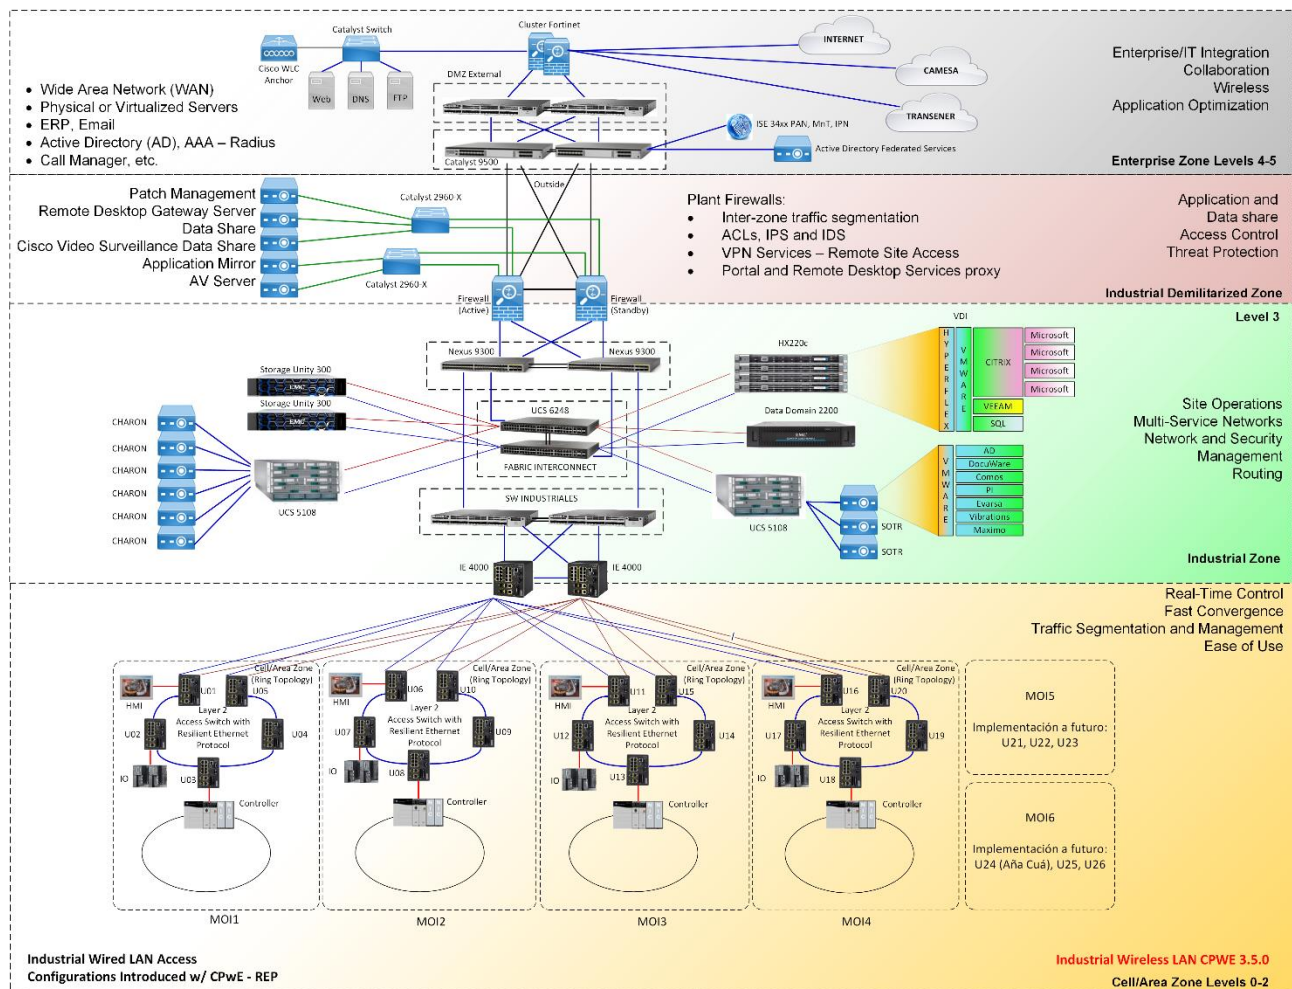 Cluster Fortinet
Catalyst Switch
Cisco WLC
Anchor
Web
DNS
FTP
DMZ External
INTERNET
CAMESA
TRANSENER
ISE 34xx PAN, MnT, IPN
Active Directory Federated Services
Catalyst 9500
• Wide Area Network (WAN)
• Physical or Virtualized Servers
• ERP, Email
• Active Directory (AD), AAA – Radius
• Call Manager, etc.
Enterprise/IT Integration
Collaboration
Wireless
Application Optimization
Enterprise Zone Levels 4-5
Outside
Patch Management
Remote Desktop Gateway Server
Data Share
Cisco Video Surveillance Data Share
Application Mirror
AV Server
Catalyst 2960-X
Catalyst 2960-X
Plant Firewalls:
• Inter-zone traffic segmentation
• ACLs, IPS and IDS
• VPN Services – Remote Site Access
• Portal and Remote Desktop Services proxy
Application and
Data share
Access Control
Threat Protection
Firewall
(Active)
Firewall
(Standby)
Industrial Demilitarized Zone
Level 3
Nexus 9300
Nexus 9300
Storage Unity 300
EMC
Storage Unity 300
EMC
UCS 6248
FABRIC INTERCONNECT
HX220c
Data Domain 2200
EMC
VDI
HYPERFLEX
VMWARE
CITRIX
Microsoft
Microsoft
Microsoft
Microsoft
VEEAM
SQL
CHARON
CHARON
CHARON
CHARON
CHARON
CHARON
UCS 5108
UCS 5108
SW INDUSTRIALES
SOTR
SOTR
VMWARE
AD
DocuWare
Comos
PI
Evarsa
Vibrations
Maximo
Site Operations
Multi-Service Networks
Network and Security
Management
Routing
Industrial Zone
IE 4000
IE 4000
Real-Time Control
Fast Convergence
Traffic Segmentation and Management
Ease of Use
Cell/Area Zone
(Ring Topology)
U01
U05
HMI
Layer 2
Access Switch with
Resilient Ethernet
Protocol
U02
U04
IO
U03
Controller
MOI1
Cell/Area Zone
(Ring Topology)
U06
U10
HMI
Layer 2
Access Switch with
Resilient Ethernet
Protocol
U07
U09
IO
U08
Controller
MOI2
Cell/Area Zone
(Ring Topology)
U11
U15
HMI
Layer 2
Access Switch with
Resilient Ethernet
Protocol
U12
U14
IO
U13
Controller
MOI3
Cell/Area Zone
(Ring Topology)
U16
U20
HMI
Layer 2
Access Switch with
Resilient Ethernet
Protocol
U17
U19
IO
U18
Controller
MOI4
MOI5
Implementación a futuro:
U21, U22, U23
MOI6
Implementación a futuro:
U24 (Aña Cuá), U25, U26
Industrial Wired LAN Access
Configurations Introduced w/ CPwE - REP
Industrial Wireless LAN CPWE 3.5.0
Cell/Area Zone Levels 0-2